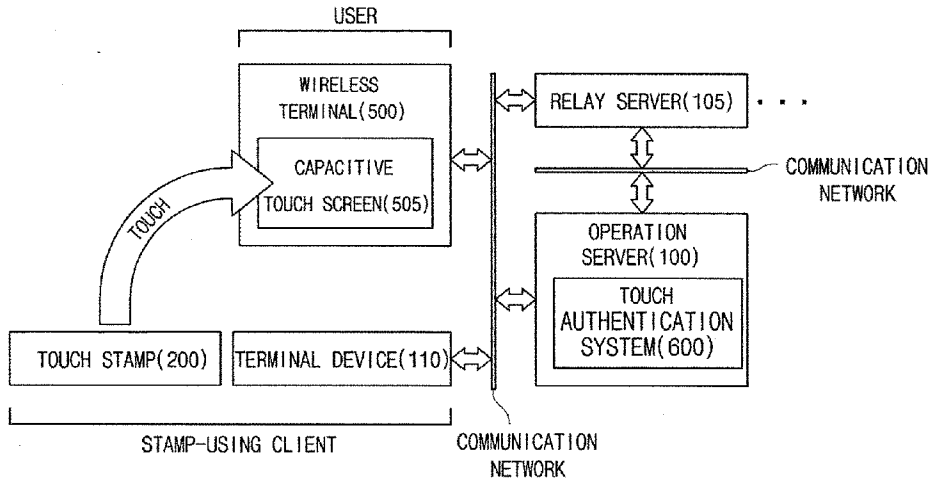 USER
WIRELESS
TERMINAL(500)
CAPACITIVE
TOUCH SCREEN(505)
TOUCH
TOUCH STAMP(200)
TERMINAL DEVICE(110)
STAMP-USING CLIENT
RELAY SERVER(105)
COMMUNICATION
NETWORK
OPERATION
SERVER(100)
TOUCH
AUTHENTICATION
SYSTEM(600)
COMMUNICATION
NETWORK